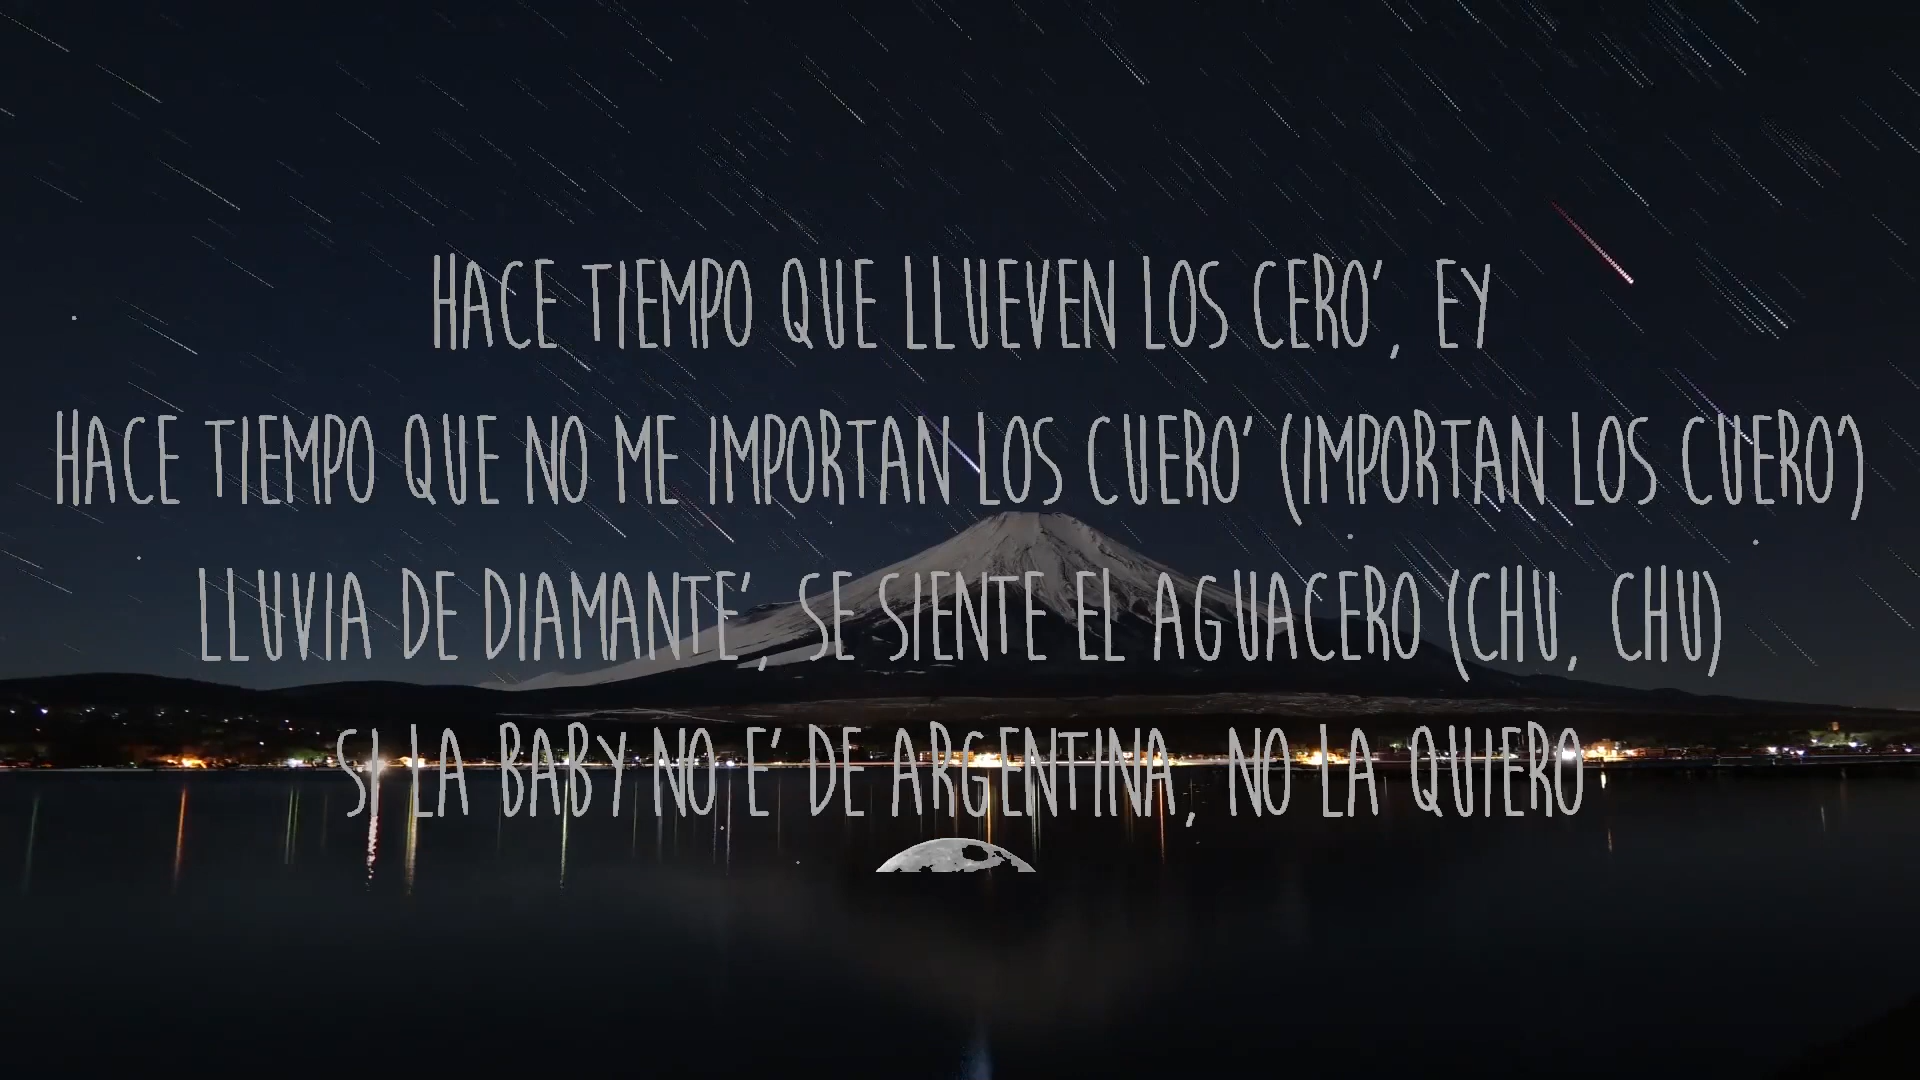 HACE TIEMPO QUE LLUEVEN LOS CERO', EY
HACE TIEMPO QUE NO ME IMPORTAN LOS CUERO' (IMPORTAN LOS CUERO')
LLUVIA DE DIAMANTE', SE SIENTE EL AGUACERO (CHU, CHU)
SI LA BABY NO E' DE ARGENTINA, NO LA QUIERO